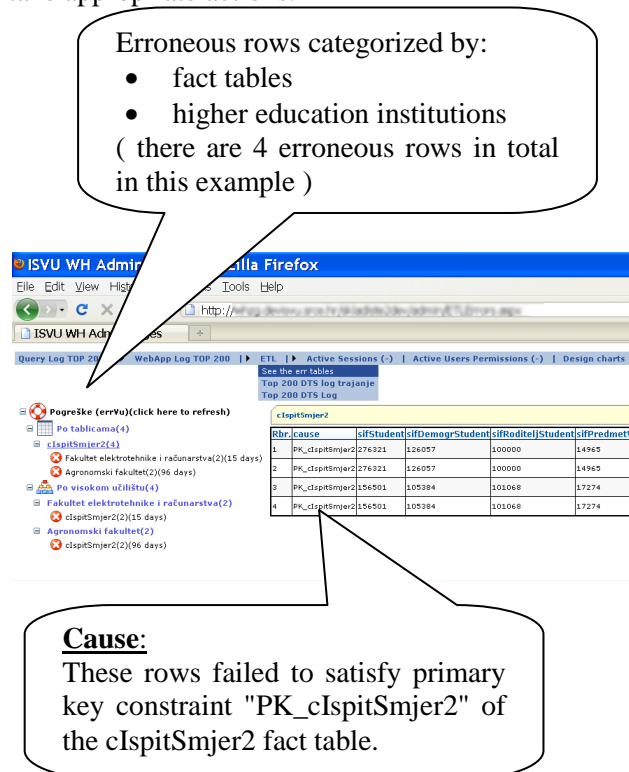 Erroneous rows categorized by:
• fact tables
• higher education institutions
( there are 4 erroneous rows in total
in this example )
ISVU WH Admin Firefox
File Edit View Tools Help
http://
ISVU WH Adm
Query Log TOP WebApp Log TOP 200 | ETL | Active Sessions (-) | Active Users Permissions (-) | Design charts
See the err tables
Top 200 DTS log trajanje
Top 200 DTS Log
Pogreške (err¥u)(click here to refresh)
Po tablicama(4)
cIspitSmjer2(4)
Fakultet elektrotehnike i računarstva(2)(15 days)
Agronomski fakultet(2)(96 days)
Po visokom učilištu(4)
Fakultet elektrotehnike i računarstva(2)
cIspitSmjer2(2)(15 days)
Agronomski fakultet(2)
cIspitSmjer2(2)(96 days)
cIspitSmjer2
Rbr. cause sifStudent sifDemogrStudent sifRoditeljStudent sifPredmet
1 PK_cIspitSmjer2 276321 126057 100000 14965
2 PK_cIspitSmjer2 276321 126057 100000 14965
3 PK_cIspitSmjer2 156501 105384 101068 17274
4 PK_cIspitSmjer2 156501 105384 101068 17274
Cause:
These rows failed to satisfy primary
key constraint "PK_cIspitSmjer2" of
the cIspitSmjer2 fact table.